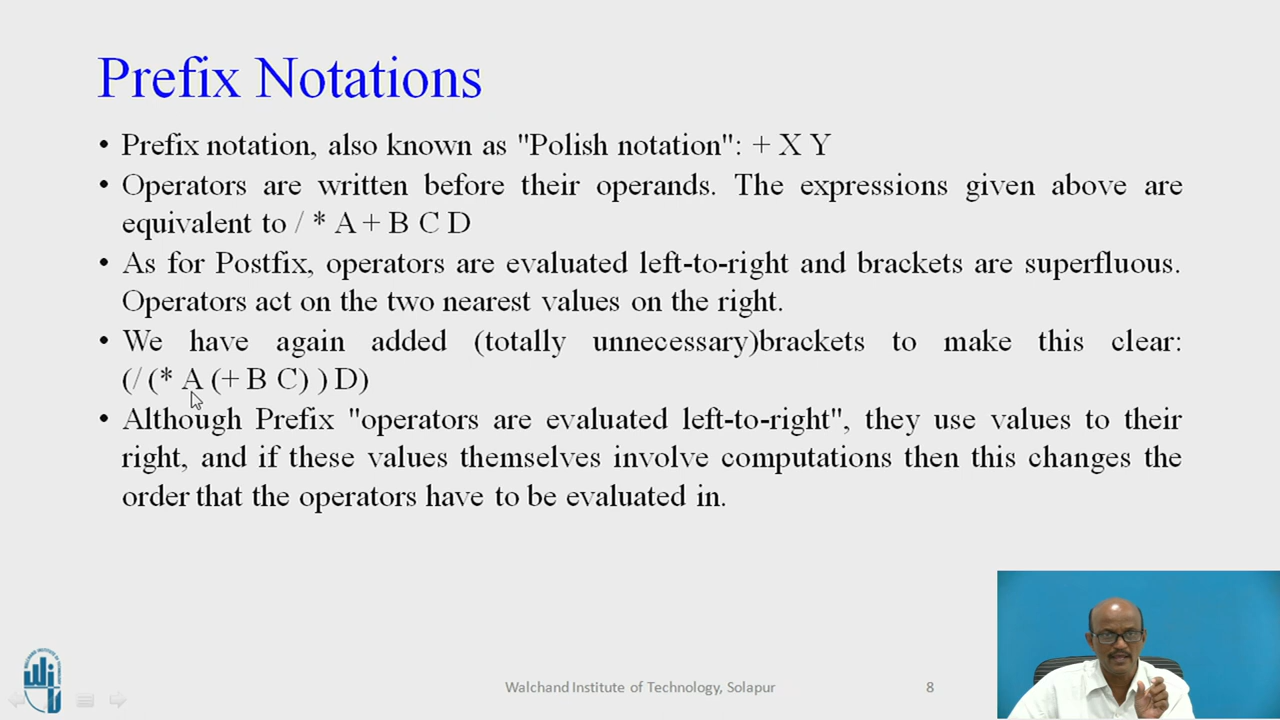 Prefix Notations
• Prefix notation, also known as "Polish notation": + X Y
• Operators are written before their operands. The expressions given above are
equivalent to / * A + B C D
• As for Postfix, operators are evaluated left-to-right and brackets are superfluous.
Operators act on the two nearest values on the right.
• We have again added (totally unnecessary)brackets to make this clear:
(/ (* A (+ B C) ) D)
• Although Prefix "operators are evaluated left-to-right", they use values to their
right, and if these values themselves involve computations then this changes the
order that the operators have to be evaluated in.
Walchand Institute of Technology, Solapur
8